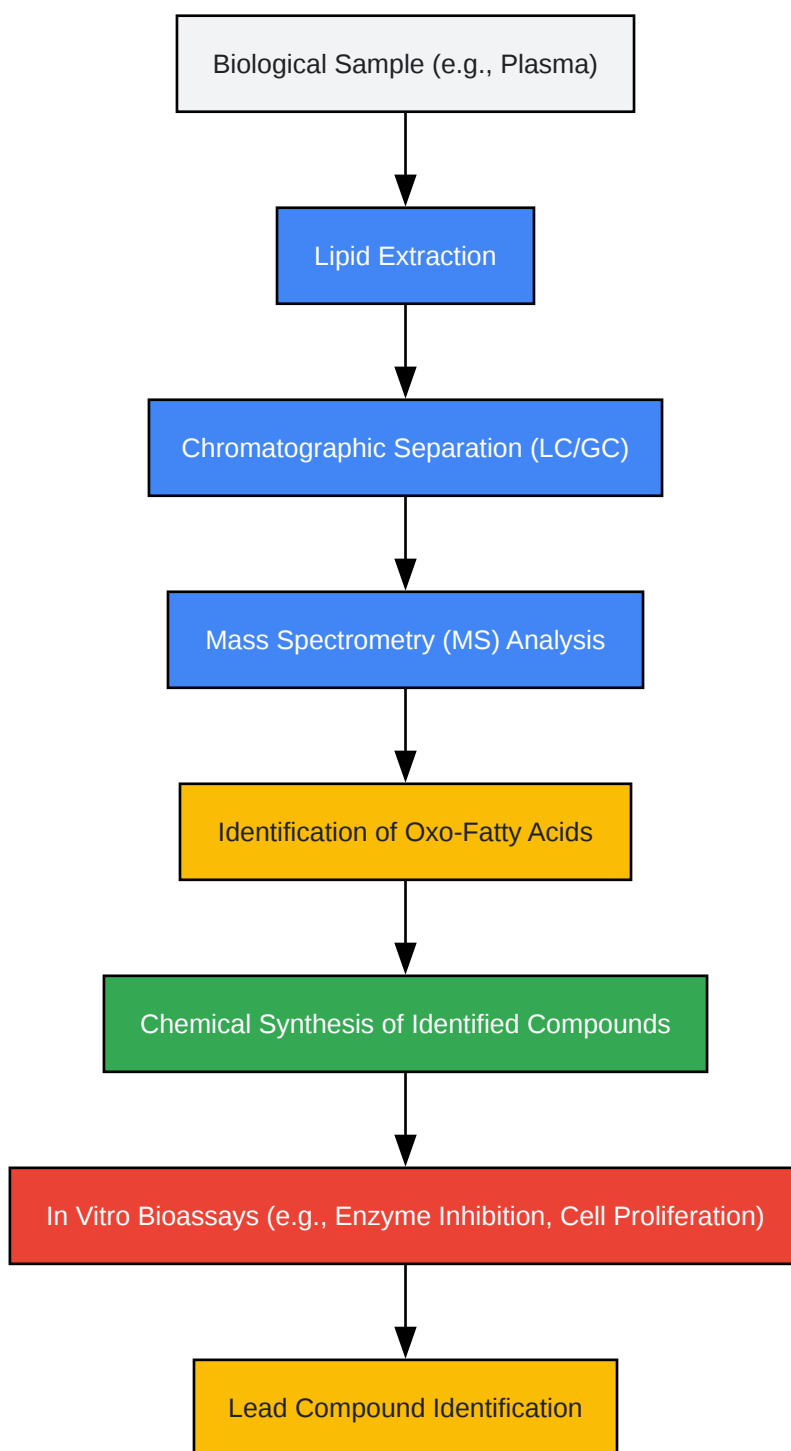 Biological Sample (e.g., Plasma)
Lipid Extraction
Chromatographic Separation (LC/GC)
Mass Spectrometry (MS) Analysis
Identification of Oxo-Fatty Acids
Chemical Synthesis of Identified Compounds
In Vitro Bioassays (e.g., Enzyme Inhibition, Cell Proliferation)
Lead Compound Identification